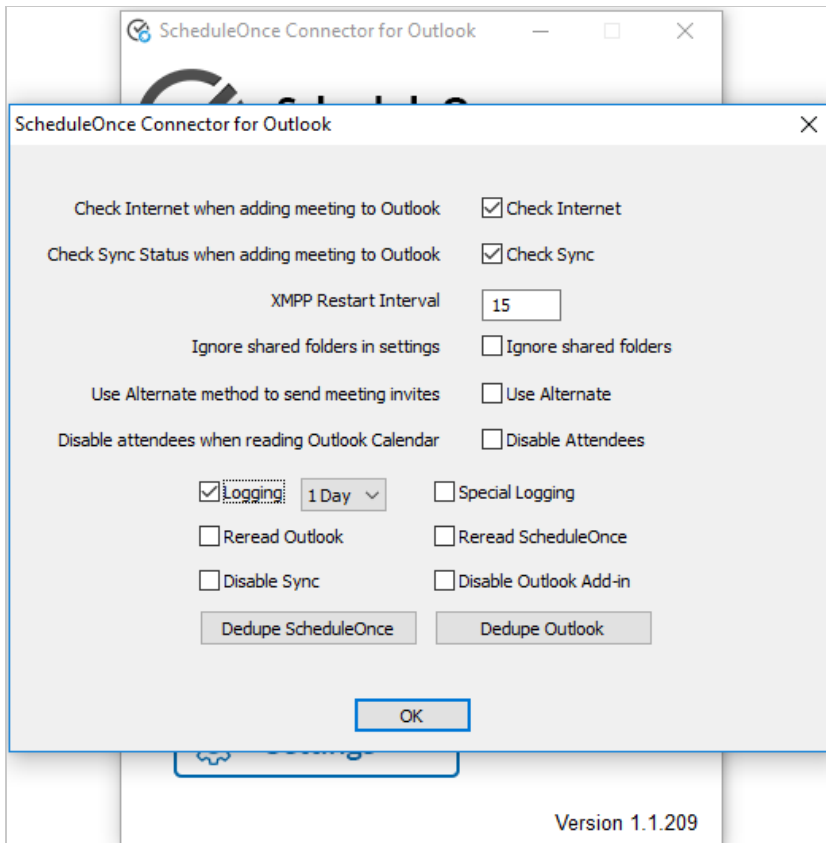 ScheduleOnce Connector for Outlook
ScheduleOnce Connector for Outlook
Check Internet when adding meeting to Outlook Check Internet
Check Sync Status when adding meeting to Outlook Check Sync
XMPP Restart Interval 15
Ignore shared folders in settings Ignore shared folders
Use Alternate method to send meeting invites Use Alternate
Disable attendees when reading Outlook Calendar Disable Attendees
Logging 1 Day Special Logging
Reread Outlook Reread ScheduleOnce
Disable Sync Disable Outlook Add-in
Dedupe ScheduleOnce Dedupe Outlook
OK
Settings
Version 1.1.209